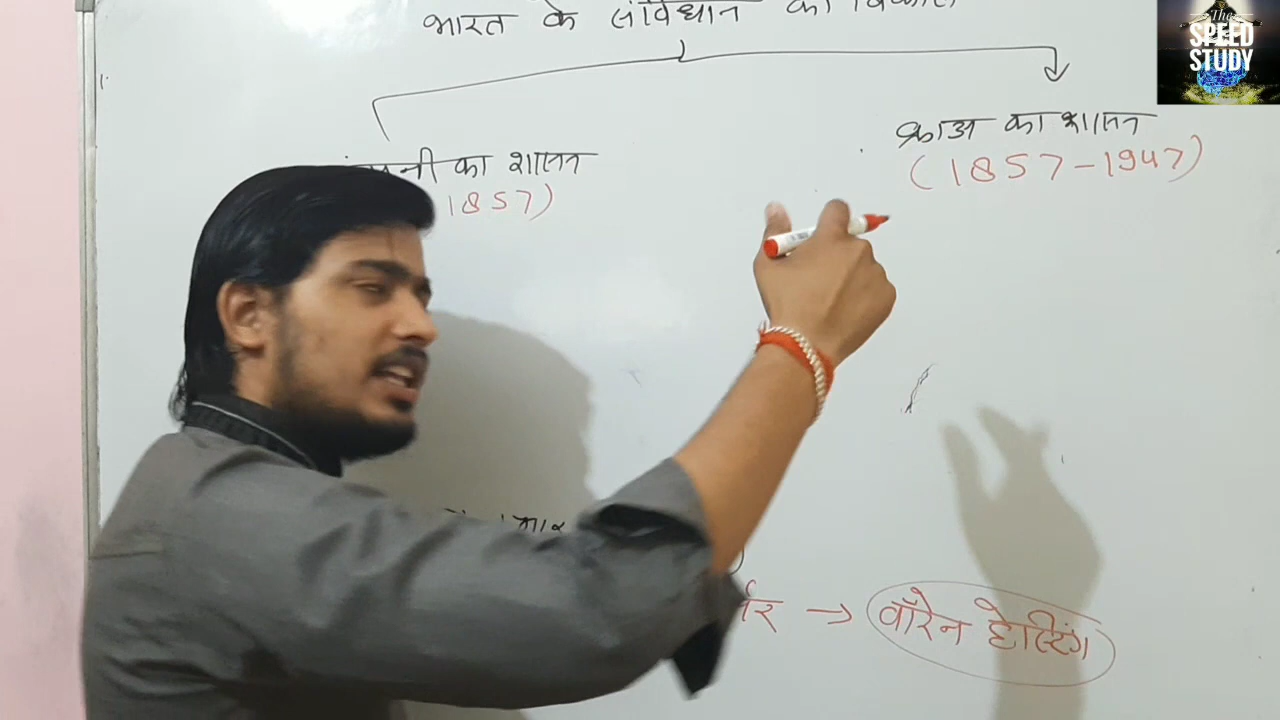 भारत के संविधान का विकास
The
SPEED
STUDY
क्राउन का शासन
(1857-1947)
का शासन
1857)
→ वॉरेन हेस्टिंग